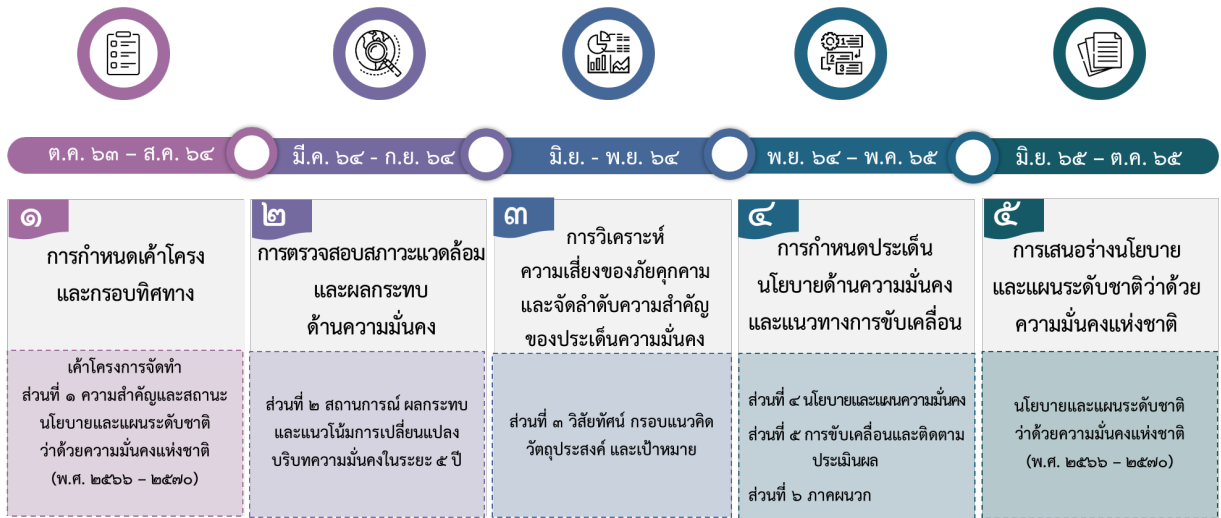 ต.ค. ๖๓ – ส.ค. ๖๔
มี.ค. ๖๔ - ก.ย. ๖๔
มิ.ย. - พ.ย. ๖๔
พ.ย. ๖๔ – พ.ค. ๖๕
มิ.ย. ๖๕ – ต.ค. ๖๕
๑
การกำหนดเค้าโครง
และกรอบทิศทาง
เค้าโครงการจัดทำ
ส่วนที่ ๑ ความสำคัญและสถานะ
นโยบายและแผนระดับชาติ
ว่าด้วยความมั่นคงแห่งชาติ
(พ.ศ. ๒๕๖๖ – ๒๕๗๐)
๒
การตรวจสอบสภาวะแวดล้อม
และผลกระทบ
ด้านความมั่นคง
ส่วนที่ ๒ สถานการณ์ ผลกระทบ
และแนวโน้มการเปลี่ยนแปลง
บริบทความมั่นคงในระยะ ๕ ปี
๓
การวิเคราะห์
ความเสี่ยงของภัยคุกคาม
และจัดลำดับความสำคัญ
ของประเด็นความมั่นคง
ส่วนที่ ๓ วิสัยทัศน์ กรอบแนวคิด
วัตถุประสงค์ และเป้าหมาย
๔
การกำหนดประเด็น
นโยบายด้านความมั่นคง
และแนวทางการขับเคลื่อน
ส่วนที่ ๔ นโยบายและแผนความมั่นคง
ส่วนที่ ๕ การขับเคลื่อนและติดตาม
ประเมินผล
ส่วนที่ ๖ ภาคผนวก
๕
การเสนอร่างนโยบาย
และแผนระดับชาติว่าด้วย
ความมั่นคงแห่งชาติ
นโยบายและแผนระดับชาติ
ว่าด้วยความมั่นคงแห่งชาติ
(พ.ศ. ๒๕๖๖ – ๒๕๗๐)
1
2
3